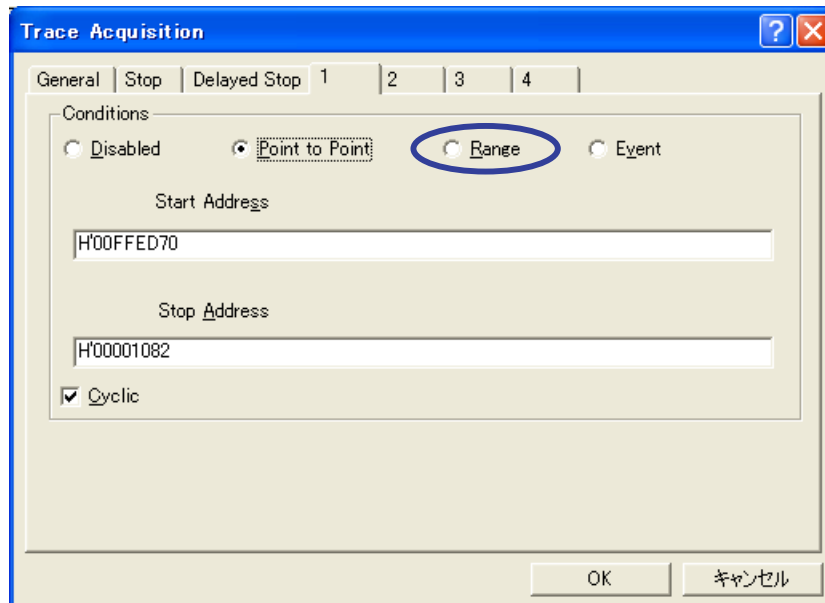 Trace Acquisition
General Stop Delayed Stop 1 2 3 4
Conditions
Disabled Point to Point Range Event
Start Address
H'00FFED70
Stop Address
H'00001082
Cyclic
OK キャンセル